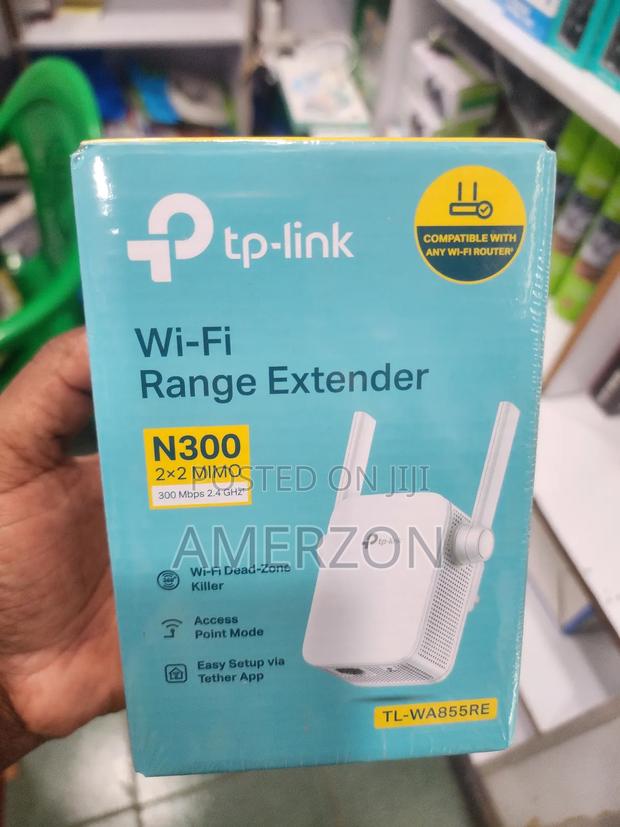 tp-link
COMPATIBLE WITH
ANY WI-FI ROUTER*
Wi-Fi
Range Extender
N300
2×2 MIMO
300 Mbps 2.4 GHz*
POSTED ON JIJI
AMERZON
tp-link
Wi-Fi Dead-Zone
Killer
Access
Point Mode
Easy Setup via
Tether App
TL-WA855RE